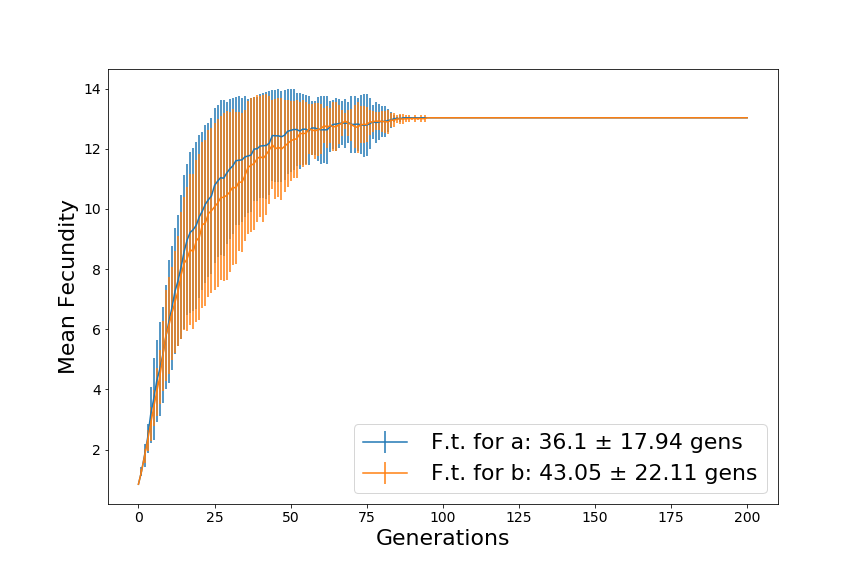 14
12
10
8
6
4
2
Mean Fecundity
F.t. for a: 36.1 ± 17.94 gens
F.t. for b: 43.05 ± 22.11 gens
0 25 50 75 100 125 150 175 200
Generations